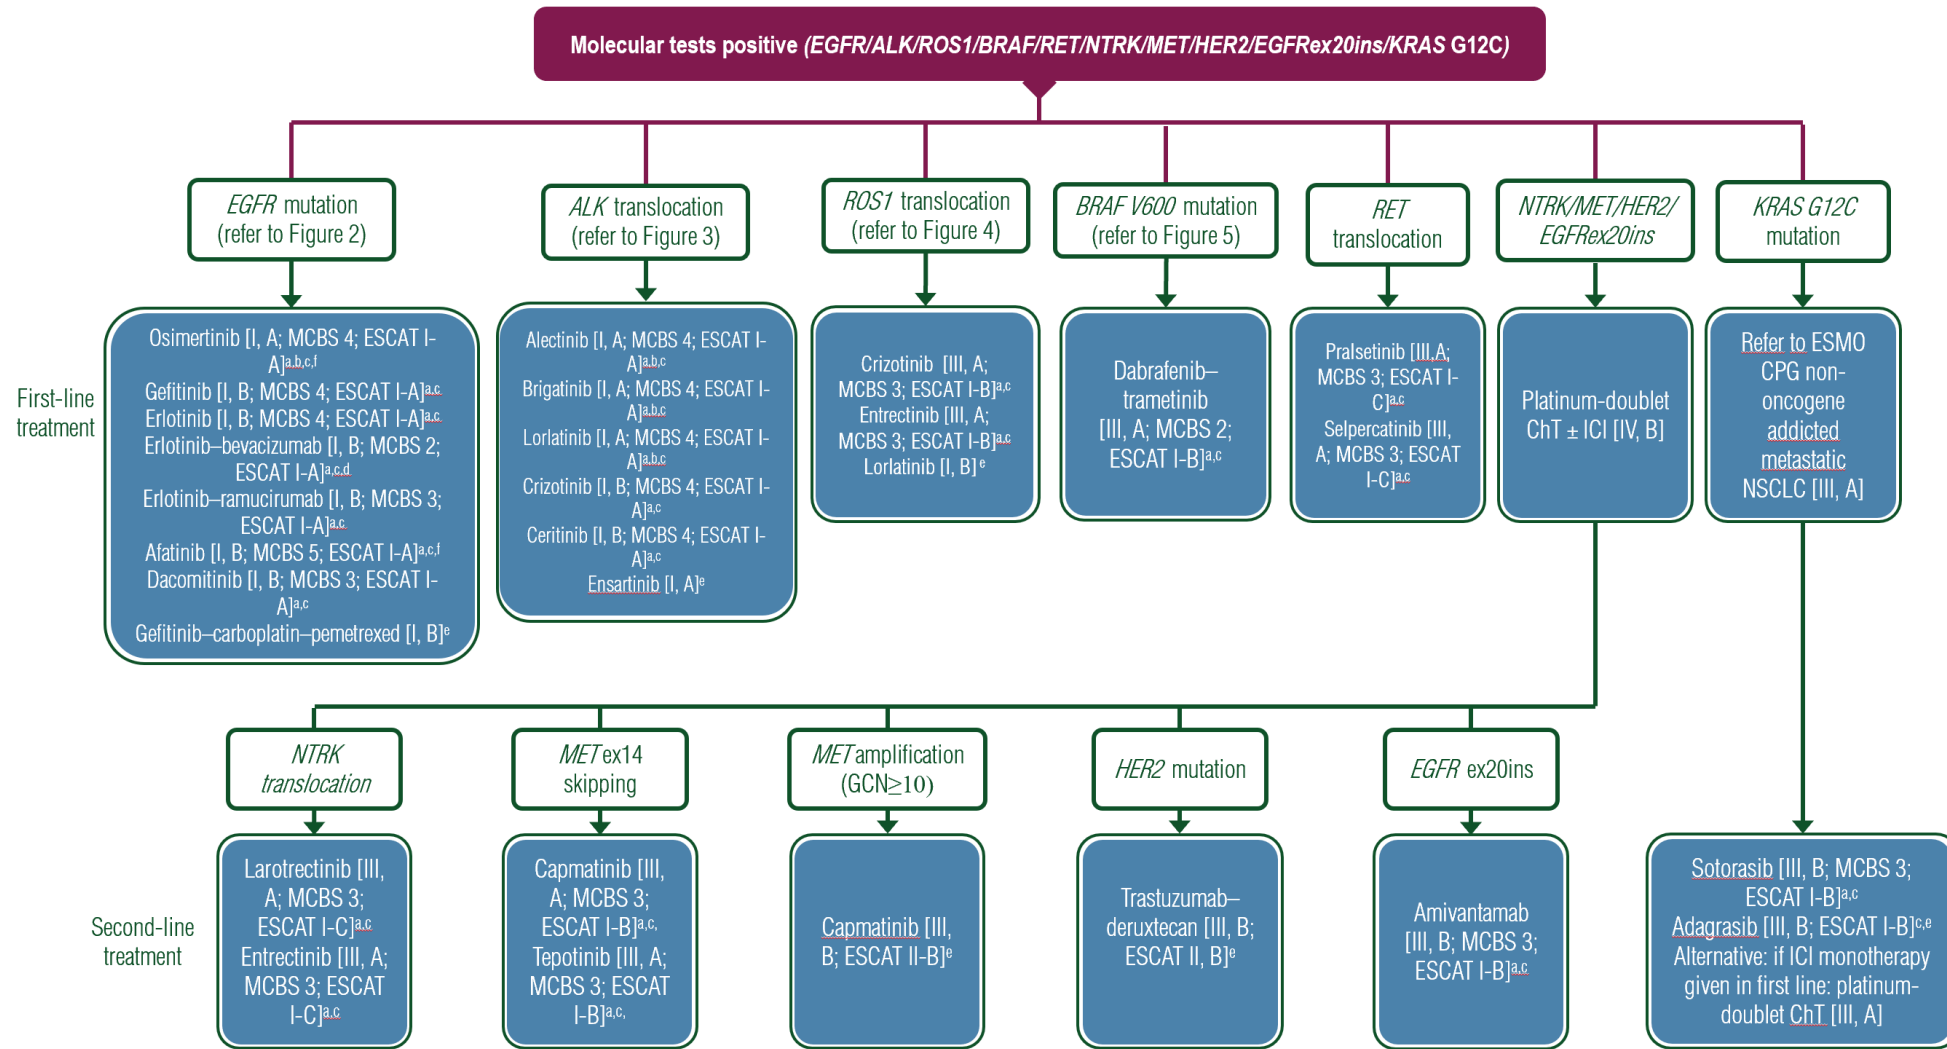 Molecular tests positive (EGFR/ALK/ROS1/BRAF/RET/NTRK/MET/HER2/EGFRex20ins/KRAS G12C)
EGFR mutation
(refer to Figure 2)
ALK translocation
(refer to Figure 3)
ROS1 translocation
(refer to Figure 4)
BRAF V600 mutation
(refer to Figure 5)
RET
translocation
NTRK/MET/HER2/
EGFRex20ins
KRAS G12C
mutation
First-line
treatment
Osimertinib [I, A; MCBS 4; ESCAT I-
A]a,b,c,f
Gefitinib [I, B; MCBS 4; ESCAT I-A]a,c
Erlotinib [I, B; MCBS 4; ESCAT I-A]a,c
Erlotinib–bevacizumab [I, B; MCBS 2;
ESCAT I-A]a,c,d
Erlotinib–ramucirumab [I, B; MCBS 3;
ESCAT I-A]a,c
Afatinib [I, B; MCBS 5; ESCAT I-A]a,c,f
Dacomitinib [I, B; MCBS 3; ESCAT I-
A]a,c
Gefitinib–carboplatin–pemetrexed [I, B]e
Alectinib [I, A; MCBS 4; ESCAT I-
A]a,b,c
Brigatinib [I, A; MCBS 4; ESCAT I-
A]a,b,c
Lorlatinib [I, A; MCBS 4; ESCAT I-
A]a,b,c
Crizotinib [I, B; MCBS 4; ESCAT I-
A]a,c
Ceritinib [I, B; MCBS 4; ESCAT I-
A]a,c
Ensartinib [I, A]e
Crizotinib [III, A;
MCBS 3; ESCAT I-B]a,c
Entrectinib [III, A;
MCBS 3; ESCAT I-B]a,c
Lorlatinib [I, B] e
Dabrafenib–
trametinib
[III, A; MCBS 2;
ESCAT I-B]a,c
Pralsetinib [III,A;
MCBS 3; ESCAT I-
C]a,c
Selpercatinib [III,
A; MCBS 3; ESCAT
I-C]a,c
Platinum-doublet
ChT ± ICI [IV, B]
Refer to ESMO
CPG non-
oncogene
addicted
metastatic
NSCLC [III, A]
NTRK
translocation
MET ex14
skipping
MET amplification
(GCN≥10)
HER2 mutation
EGFR ex20ins
Second-line
treatment
Larotrectinib [III,
A; MCBS 3;
ESCAT I-C]a,c
Entrectinib [III, A;
MCBS 3; ESCAT
I-C]a,c
Capmatinib [III,
A; MCBS 3;
ESCAT I-B]a,c,
Tepotinib [III, A;
MCBS 3; ESCAT
I-B]a,c,
Capmatinib [III,
B; ESCAT II-B]e
Trastuzumab–
deruxtecan [III, B;
ESCAT II, B]e
Amivantamab
[III, B; MCBS 3;
ESCAT I-B]a,c
Sotorasib [III, B; MCBS 3;
ESCAT I-B]a,c
Adagrasib [III, B; ESCAT I-B]c,e
Alternative: if ICI monotherapy
given in first line: platinum-
doublet ChT [III, A]